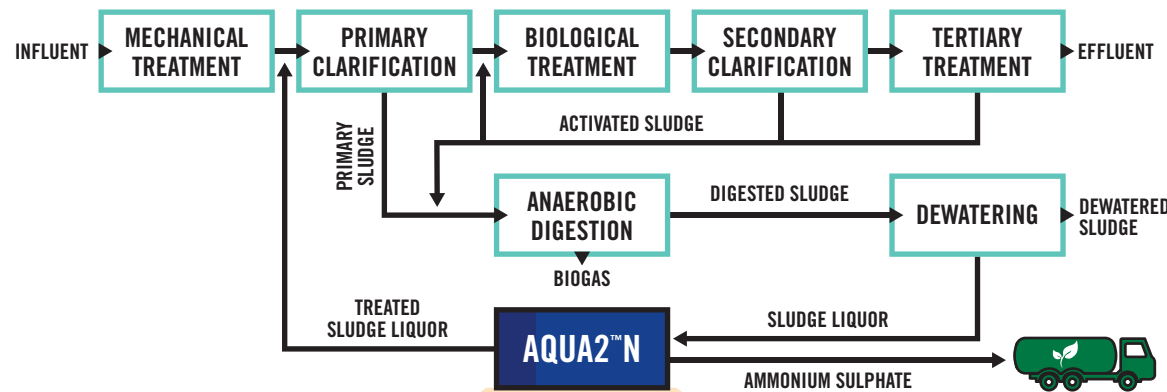 INFLUENT
MECHANICAL
TREATMENT
PRIMARY
CLARIFICATION
BIOLOGICAL
TREATMENT
SECONDARY
CLARIFICATION
TERTIARY
TREATMENT
EFFLUENT
ACTIVATED SLUDGE
PRIMARY
SLUDGE
ANAEROBIC
DIGESTION
DIGESTED SLUDGE
DEWATERING
DEWATERED
SLUDGE
BIOGAS
TREATED
SLUDGE LIQUOR
AQUA2™N
SLUDGE LIQUOR
AMMONIUM SULPHATE